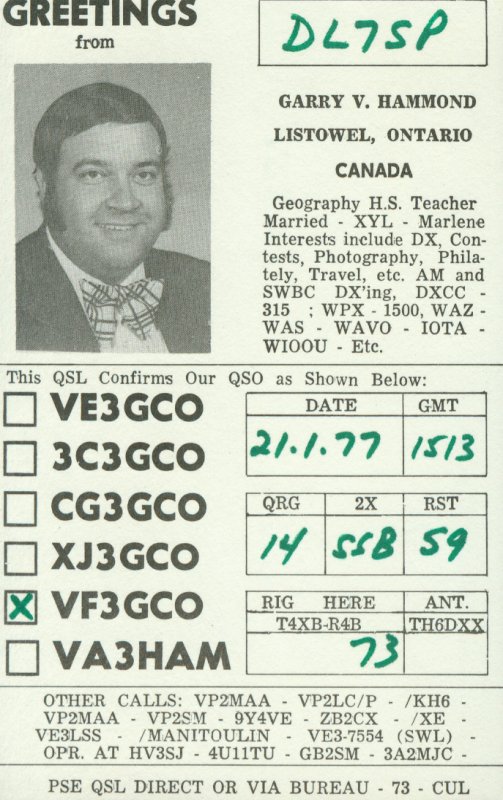 GREETINGS
from
DL7SP
GARRY V. HAMMOND
LISTOWEL, ONTARIO
CANADA
Geography H.S. Teacher
Married - XYL - Marlene
Interests include DX, Con-
tests, Photography, Phila-
tely, Travel, etc. AM and
SWBC DX'ing, DXCC -
315 ; WPX - 1500, WAZ -
WAS - WAVO - IOTA -
WIOOU - Etc.
This QSL Confirms Our QSO as Shown Below:
VE3GCO
3C3GCO
CG3GCO
XJ3GCO
X VF3GCO
VA3HAM
DATE GMT
21.1.77 1513
QRG 2X RST
14 SSB 59
RIG HERE ANT.
T4XB-R4B TH6DXX
73
OTHER CALLS: VP2MAA - VP2LC/P - /KH6 -
VP2MAA - VP2SM - 9Y4VE - ZB2CX - /XE -
VE3LSS - /MANITOULIN - VE3-7554 (SWL) -
OPR. AT HV3SJ - 4U11TU - GB2SM - 3A2MJC -
PSE QSL DIRECT OR VIA BUREAU - 73 - CUL